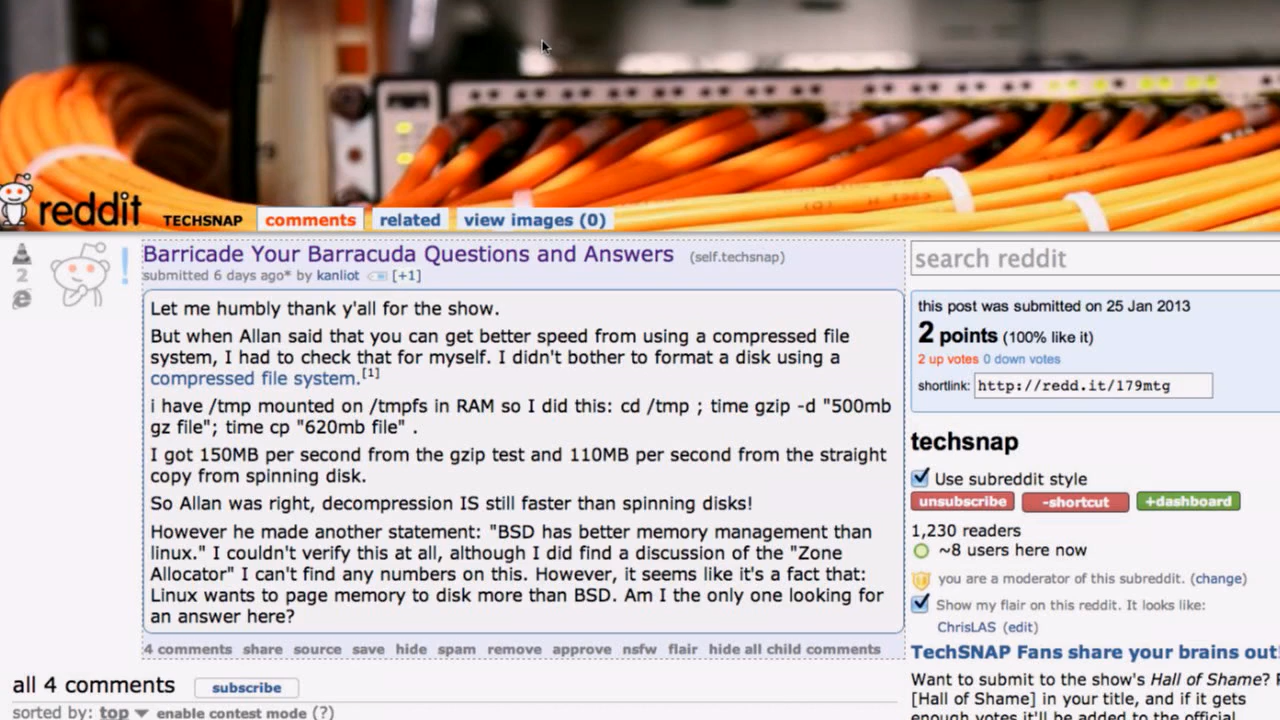 reddit TECHSNAP comments related view images (0)
2
Barricade Your Barracuda Questions and Answers (self.techsnap)
submitted 6 days ago* by kanliot [+1]
Let me humbly thank y'all for the show.
But when Allan said that you can get better speed from using a compressed file
system, I had to check that for myself. I didn't bother to format a disk using a
compressed file system.[1]
i have /tmp mounted on /tmpfs in RAM so I did this: cd /tmp ; time gzip -d "500mb
gz file"; time cp "620mb file" .
I got 150MB per second from the gzip test and 110MB per second from the straight
copy from spinning disk.
So Allan was right, decompression IS still faster than spinning disks!
However he made another statement: "BSD has better memory management than
linux." I couldn't verify this at all, although I did find a discussion of the "Zone
Allocator" I can't find any numbers on this. However, it seems like it's a fact that:
Linux wants to page memory to disk more than BSD. Am I the only one looking for
an answer here?
4 comments share source save hide spam remove approve nsfw flair hide all child comments
all 4 comments subscribe
sorted by: top enable contest mode (?)
search reddit
this post was submitted on 25 Jan 2013
2 points (100% like it)
2 up votes 0 down votes
shortlink: http://redd.it/179mtg
techsnap
Use subreddit style
unsubscribe -shortcut +dashboard
1,230 readers
~8 users here now
you are a moderator of this subreddit. (change)
Show my flair on this reddit. It looks like:
ChrisLAS (edit)
TechSNAP Fans share your brains out!
Want to submit to the show's Hall of Shame?
[Hall of Shame] in your title, and if it gets
enough votes it'll be added to the official